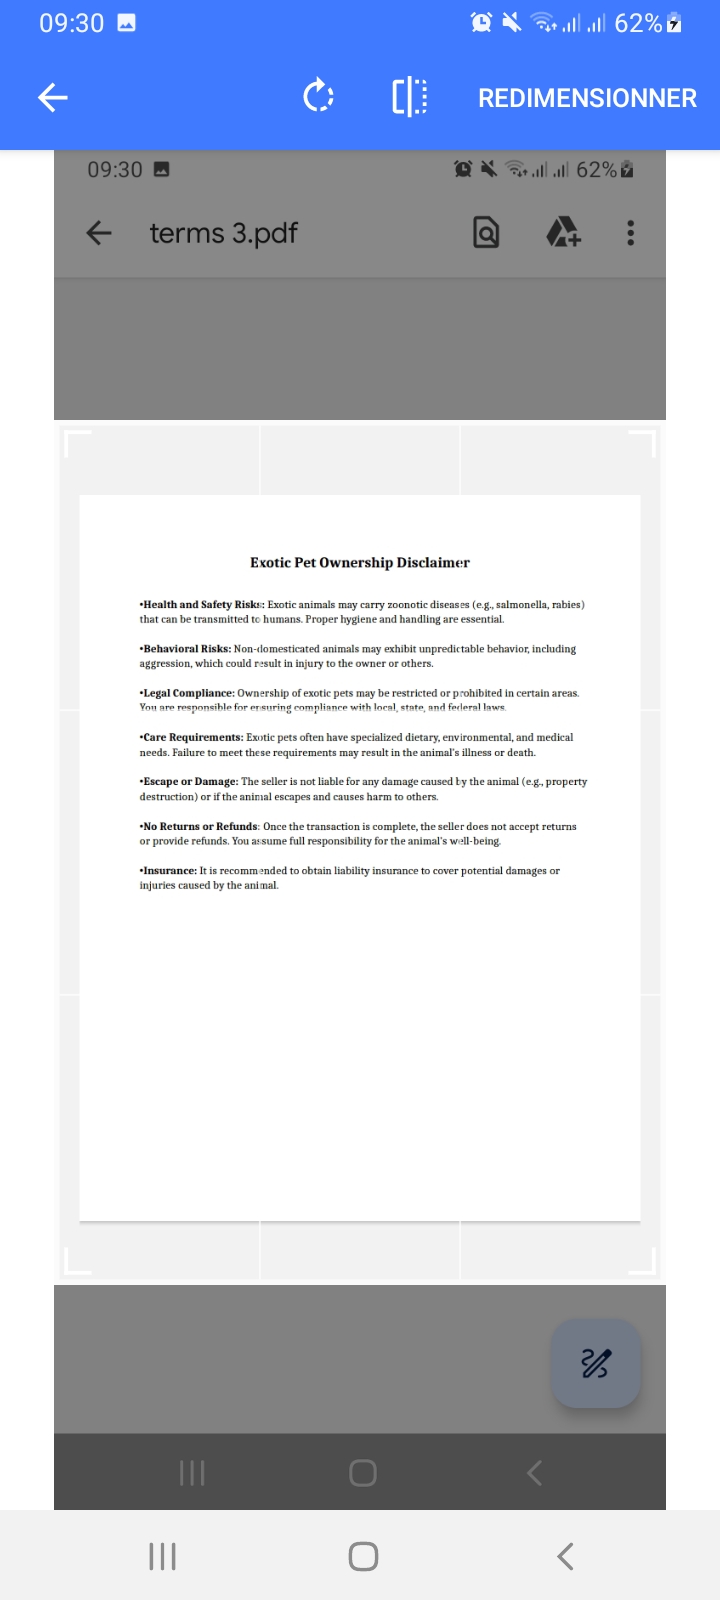 09:30 62%
REDIMENSIONNER
09:30 62%
terms 3.pdf
Exotic Pet Ownership Disclaimer
•Health and Safety Risks: Exotic animals may carry zoonotic diseases (e.g., salmonella, rabies)
that can be transmitted to humans. Proper hygiene and handling are essential.
•Behavioral Risks: Non-domesticated animals may exhibit unpredictable behavior, including
aggression, which could result in injury to the owner or others.
•Legal Compliance: Ownership of exotic pets may be restricted or prohibited in certain areas.
You are responsible for ensuring compliance with local, state, and federal laws.
•Care Requirements: Exotic pets often have specialized dietary, environmental, and medical
needs. Failure to meet these requirements may result in the animal's illness or death.
•Escape or Damage: The seller is not liable for any damage caused by the animal (e.g., property
destruction) or if the animal escapes and causes harm to others.
•No Returns or Refunds: Once the transaction is complete, the seller does not accept returns
or provide refunds. You assume full responsibility for the animal's well-being.
•Insurance: It is recommended to obtain liability insurance to cover potential damages or
injuries caused by the animal.